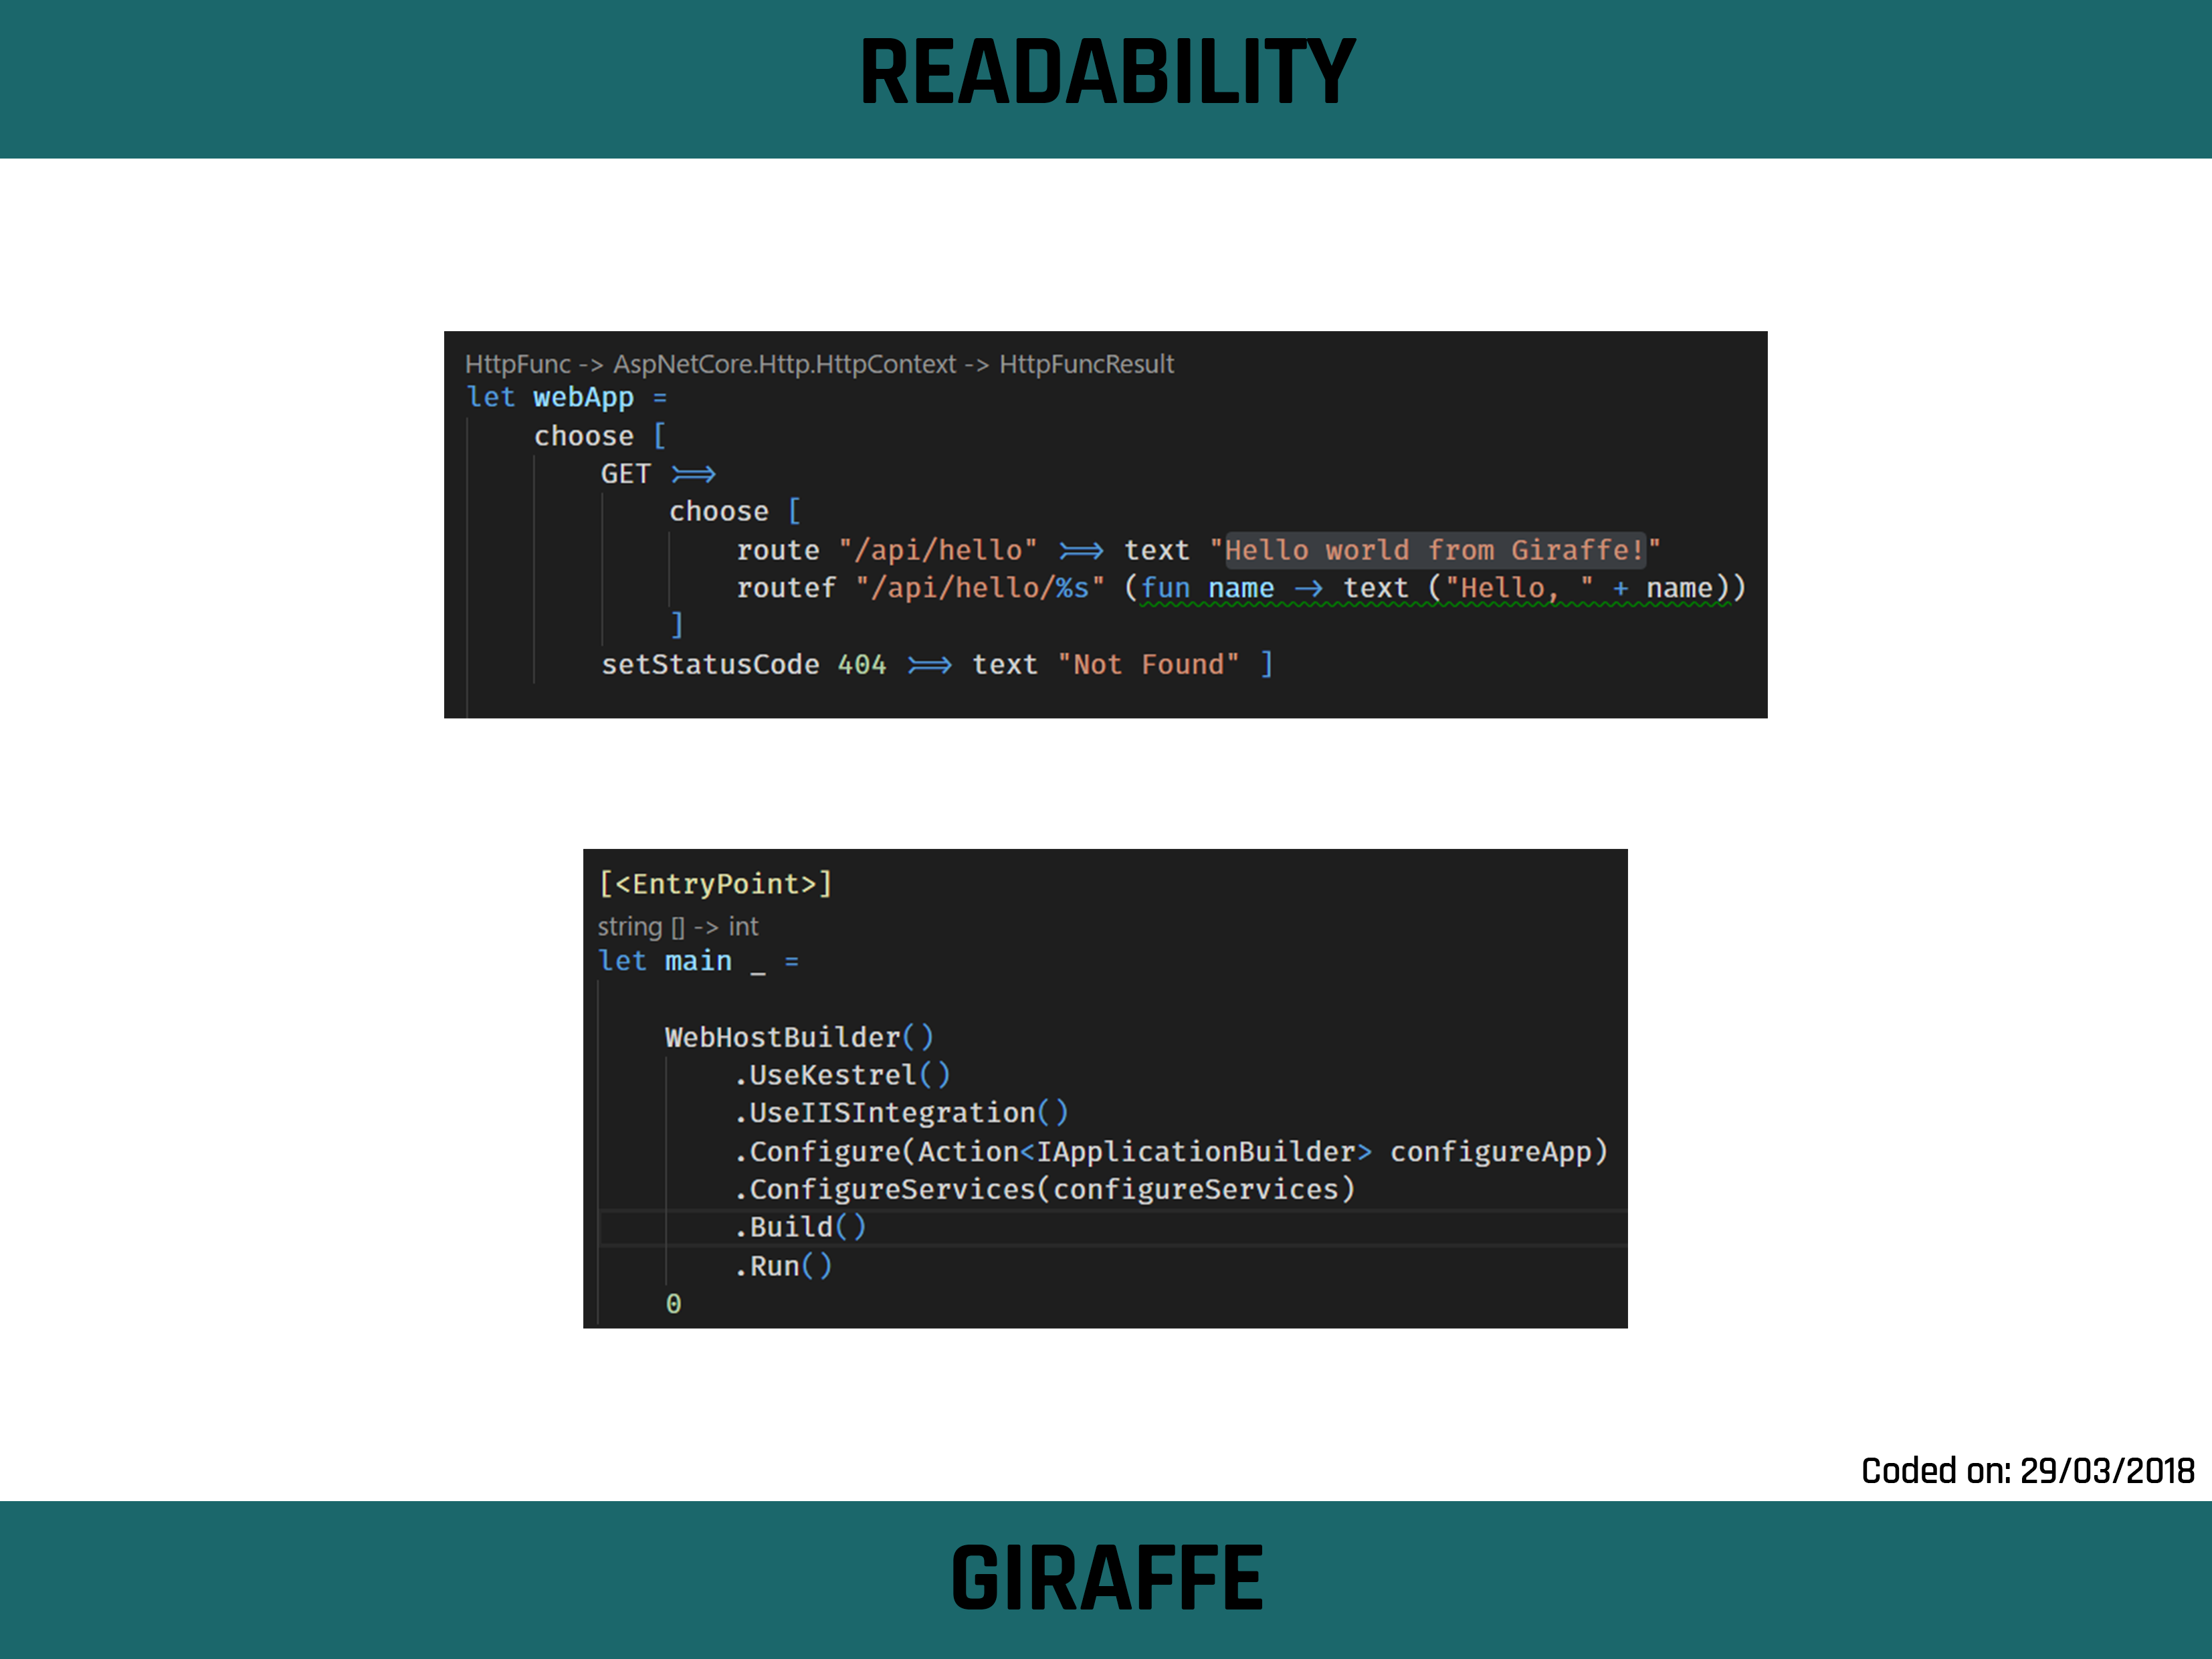 READABILITY
HttpFunc -> AspNetCore.Http.HttpContext -> HttpFuncResult
let webApp =
    choose [
        GET >=>
            choose [
                route "/api/hello" >=> text "Hello world from Giraffe!"
                routef "/api/hello/%s" (fun name -> text ("Hello, " + name))
            ]
        setStatusCode 404 >=> text "Not Found" ]
[<EntryPoint>]
string [] -> int
let main _ =
    WebHostBuilder()
        .UseKestrel()
        .UseIISIntegration()
        .Configure(Action<IApplicationBuilder> configureApp)
        .ConfigureServices(configureServices)
        .Build()
        .Run()
    0
Coded on: 29/03/2018
GIRAFFE